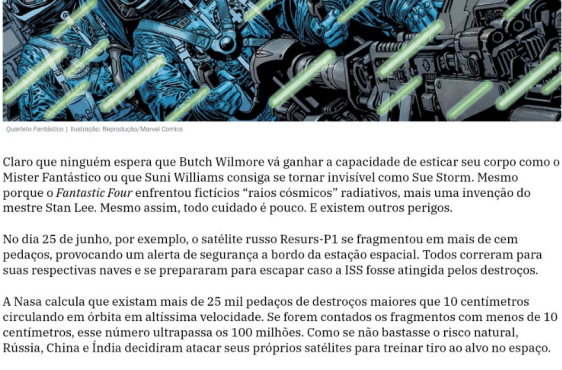 Quarteto Fantástico | Ilustração: Reprodução/Marvel Comics
Claro que ninguém espera que Butch Wilmore vá ganhar a capacidade de esticar seu corpo como o
Mister Fantástico ou que Suni Williams consiga se tornar invisível como Sue Storm. Mesmo
porque o Fantastic Four enfrentou fictícios “raios cósmicos” radiativos, mais uma invenção do
mestre Stan Lee. Mesmo assim, todo cuidado é pouco. E existem outros perigos.
No dia 25 de junho, por exemplo, o satélite russo Resurs-P1 se fragmentou em mais de cem
pedaços, provocando um alerta de segurança a bordo da estação espacial. Todos correram para
suas respectivas naves e se prepararam para escapar caso a ISS fosse atingida pelos destroços.
A Nasa calcula que existam mais de 25 mil pedaços de destroços maiores que 10 centímetros
circulando em órbita em altíssima velocidade. Se forem contados os fragmentos com menos de 10
centímetros, esse número ultrapassa os 100 milhões. Como se não bastasse o risco natural,
Rússia, China e Índia decidiram atacar seus próprios satélites para treinar tiro ao alvo no espaço.